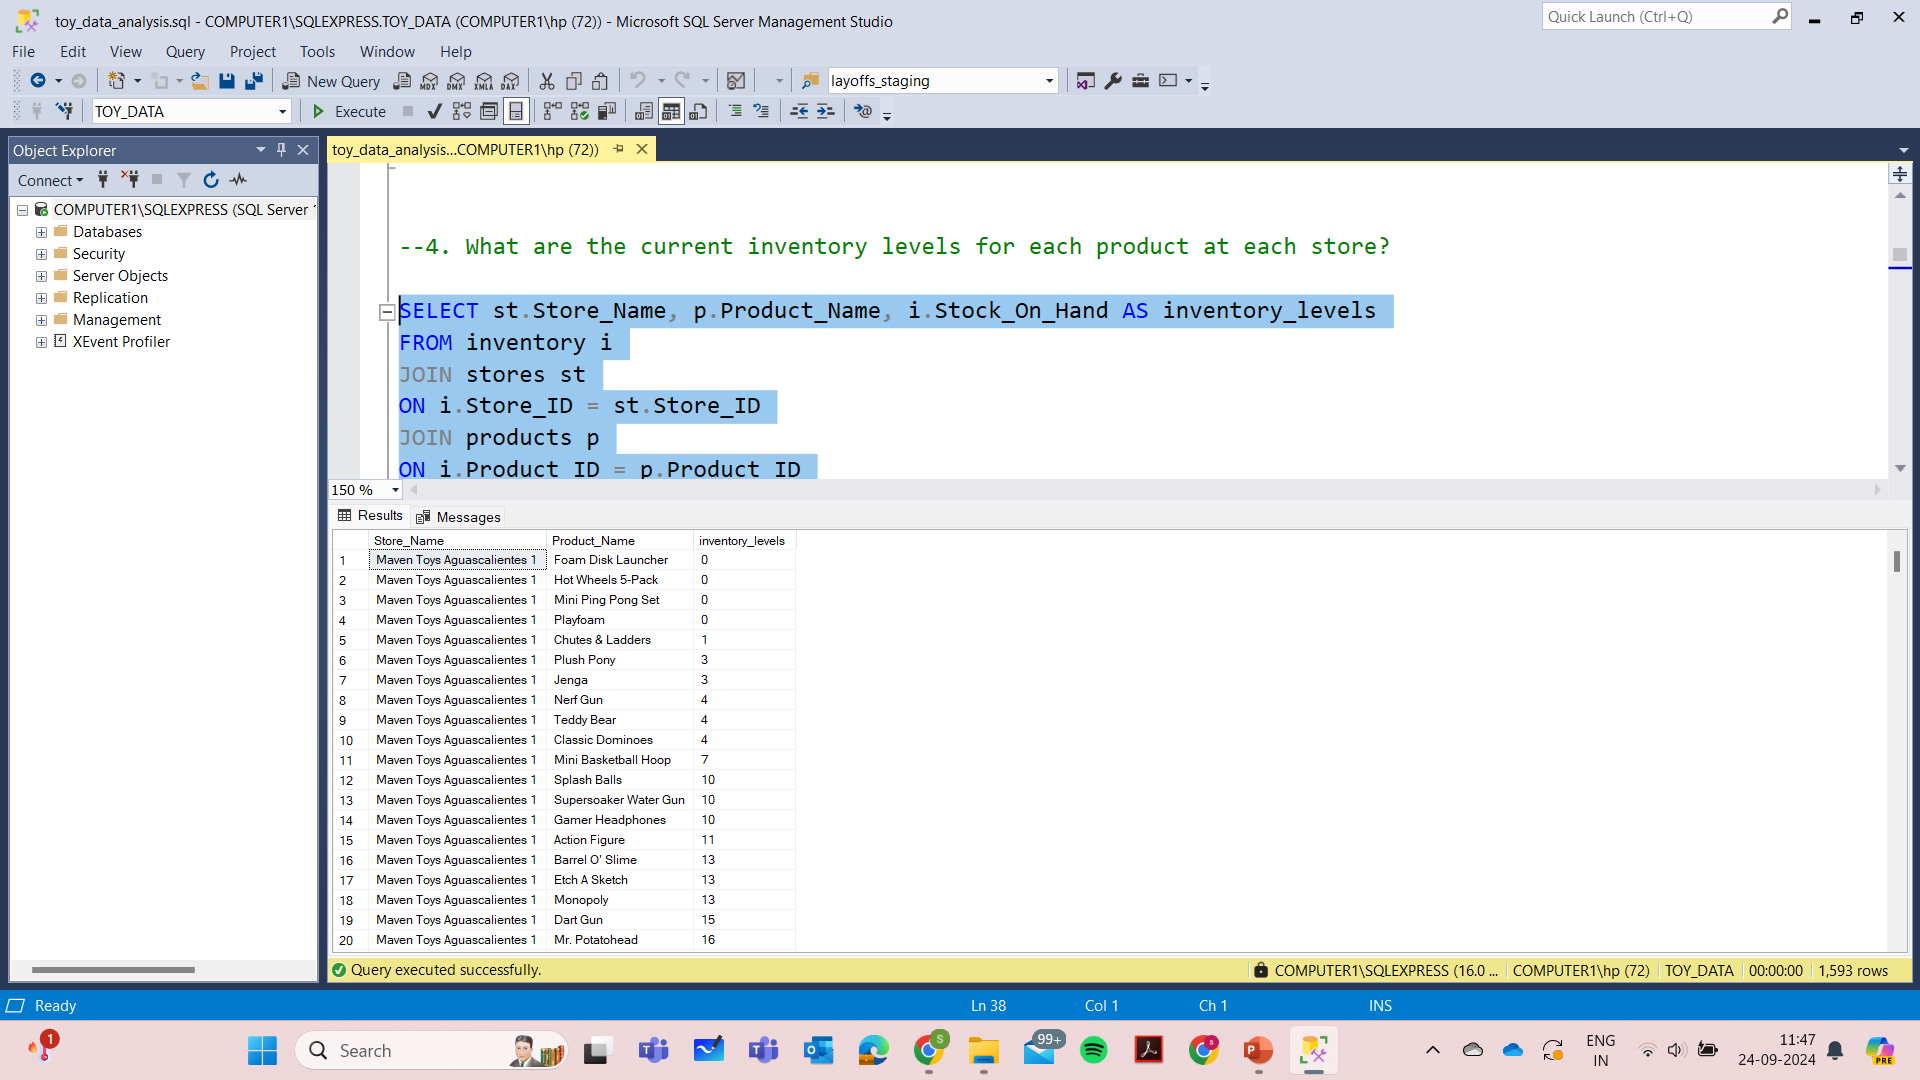 toy_data_analysis.sql - COMPUTER1\SQLEXPRESS.TOY_DATA (COMPUTER1\hp (72)) - Microsoft SQL Server Management Studio
Quick Launch (Ctrl+Q)
File Edit View Query Project Tools Window Help
New Query
MDX DMX XMLA DAX
layoffs_staging
TOY_DATA
Execute
Object Explorer
Connect
COMPUTER1\SQLEXPRESS (SQL Server
Databases
Security
Server Objects
Replication
Management
XEvent Profiler
toy_data_analysis...COMPUTER1\hp (72))
--4. What are the current inventory levels for each product at each store?
SELECT st.Store_Name, p.Product_Name, i.Stock_On_Hand AS inventory_levels
FROM inventory i
JOIN stores st
ON i.Store_ID = st.Store_ID
JOIN products p
ON i.Product_ID = p.Product_ID
150 %
Results Messages
Store_Name Product_Name inventory_levels
1 Maven Toys Aguascalientes 1 Foam Disk Launcher 0
2 Maven Toys Aguascalientes 1 Hot Wheels 5-Pack 0
3 Maven Toys Aguascalientes 1 Mini Ping Pong Set 0
4 Maven Toys Aguascalientes 1 Playfoam 0
5 Maven Toys Aguascalientes 1 Chutes & Ladders 1
6 Maven Toys Aguascalientes 1 Plush Pony 3
7 Maven Toys Aguascalientes 1 Jenga 3
8 Maven Toys Aguascalientes 1 Nerf Gun 4
9 Maven Toys Aguascalientes 1 Teddy Bear 4
10 Maven Toys Aguascalientes 1 Classic Dominoes 4
11 Maven Toys Aguascalientes 1 Mini Basketball Hoop 7
12 Maven Toys Aguascalientes 1 Splash Balls 10
13 Maven Toys Aguascalientes 1 Supersoaker Water Gun 10
14 Maven Toys Aguascalientes 1 Gamer Headphones 10
15 Maven Toys Aguascalientes 1 Action Figure 11
16 Maven Toys Aguascalientes 1 Barrel O' Slime 13
17 Maven Toys Aguascalientes 1 Etch A Sketch 13
18 Maven Toys Aguascalientes 1 Monopoly 13
19 Maven Toys Aguascalientes 1 Dart Gun 15
20 Maven Toys Aguascalientes 1 Mr. Potatohead 16
Query executed successfully.
COMPUTER1\SQLEXPRESS (16.0 ... COMPUTER1\hp (72) TOY_DATA 00:00:00 1,593 rows
Ready
Ln 38 Col 1 Ch 1 INS
1
Search
99+
ENG
IN
11:47
24-09-2024
PRE